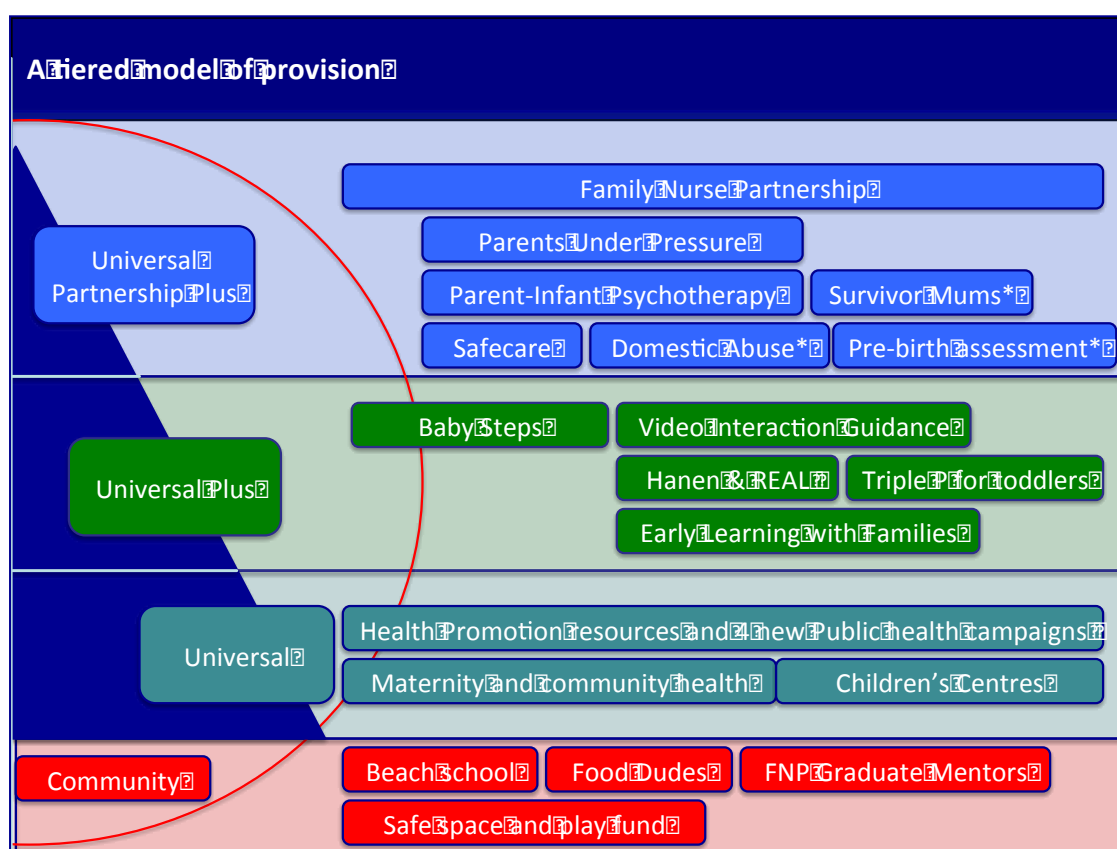 A tiered model of provision
Family Nurse Partnership
Universal
Partnership Plus
Parents Under Pressure
Parent-Infant Psychotherapy
Survivor Mums*
Safecare
Domestic Abuse*
Pre-birth assessment*
Baby Steps
Video Interaction Guidance
Universal Plus
Hanen & REAL
Triple P for toddlers
Early Learning with Families
Universal
Health Promotion resources and 4 new Public health campaigns
Maternity and community health
Children's Centres
Community
Beach school
Food Dudes
FNP Graduate Mentors
Safe space and play fund